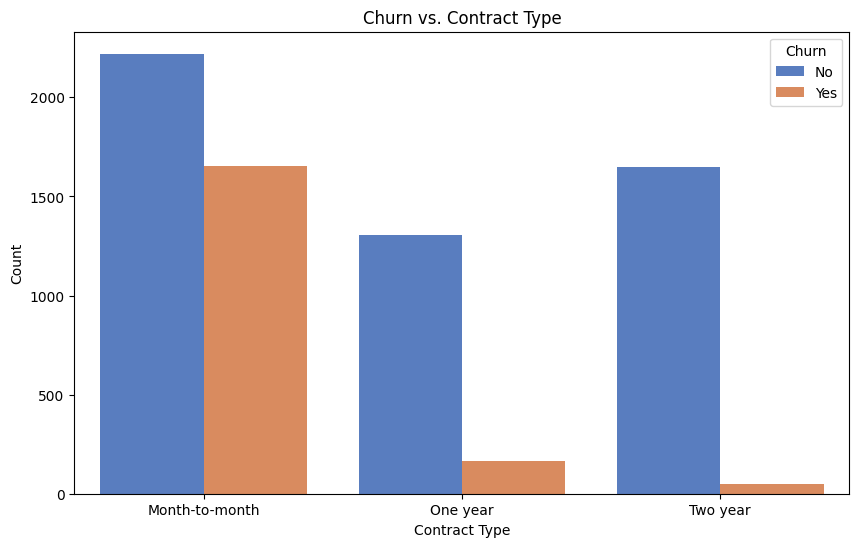 Churn vs. Contract Type
Churn
No
Yes
2000
1500
1000
500
0
Count
Month-to-month
One year
Two year
Contract Type